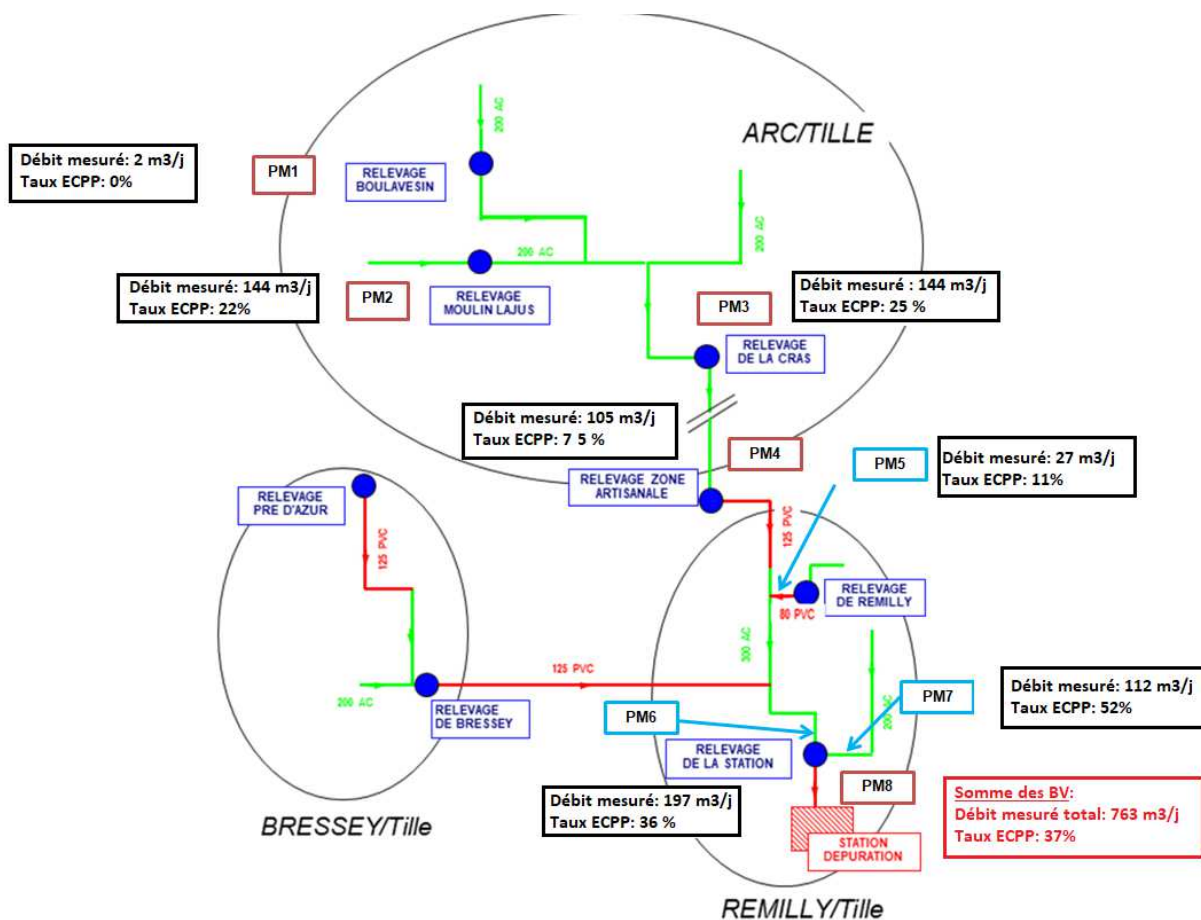 200 AC
ARC/TILLE
Débit mesuré: 2 m3/j
Taux ECPP: 0%
PM1
RELEVAGE
BOULAVESIN
200 AC
200 AC
Débit mesuré: 144 m3/j
Taux ECPP: 22%
PM2
RELEVAGE
MOULIN LAJUS
PM3
Débit mesuré : 144 m3/j
Taux ECPP: 25 %
RELEVAGE
DE LA CRAS
Débit mesuré: 105 m3/j
Taux ECPP: 7 5 %
PM4
PM5
Débit mesuré: 27 m3/j
Taux ECPP: 11%
RELEVAGE ZONE
ARTISANALE
RELEVAGE
PRE D'AZUR
125 PVC
125 PVC
RELEVAGE
DE REMILLY
80 PVC
300 AC
125 PVC
200 AC
RELEVAGE
DE BRESSEY
PM6
PM7
200 AC
Débit mesuré: 112 m3/j
Taux ECPP: 52%
RELEVAGE
DE LA STATION
PM8
Débit mesuré: 197 m3/j
Taux ECPP: 36 %
Somme des BV:
Débit mesuré total: 763 m3/j
Taux ECPP: 37%
BRESSEY/Tille
STATION
DEPURATION
REMILLY/Tille